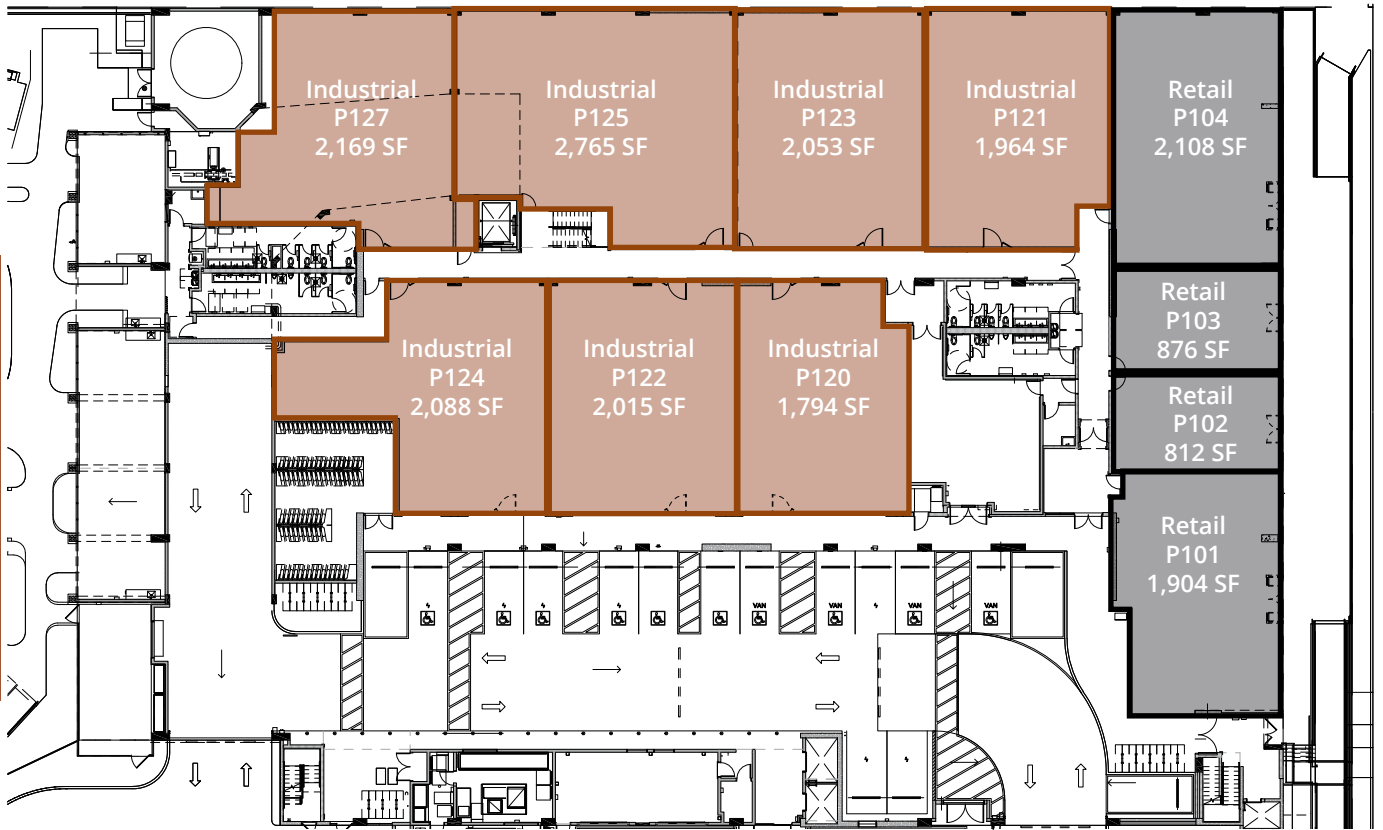 Industrial
P127
2,169 SF
Industrial
P125
2,765 SF
Industrial
P123
2,053 SF
Industrial
P121
1,964 SF
Retail
P104
2,108 SF
Retail
P103
876 SF
Industrial
P124
2,088 SF
Industrial
P122
2,015 SF
Industrial
P120
1,794 SF
Retail
P102
812 SF
Retail
P101
1,904 SF
VAN
VAN
VAN
VAN